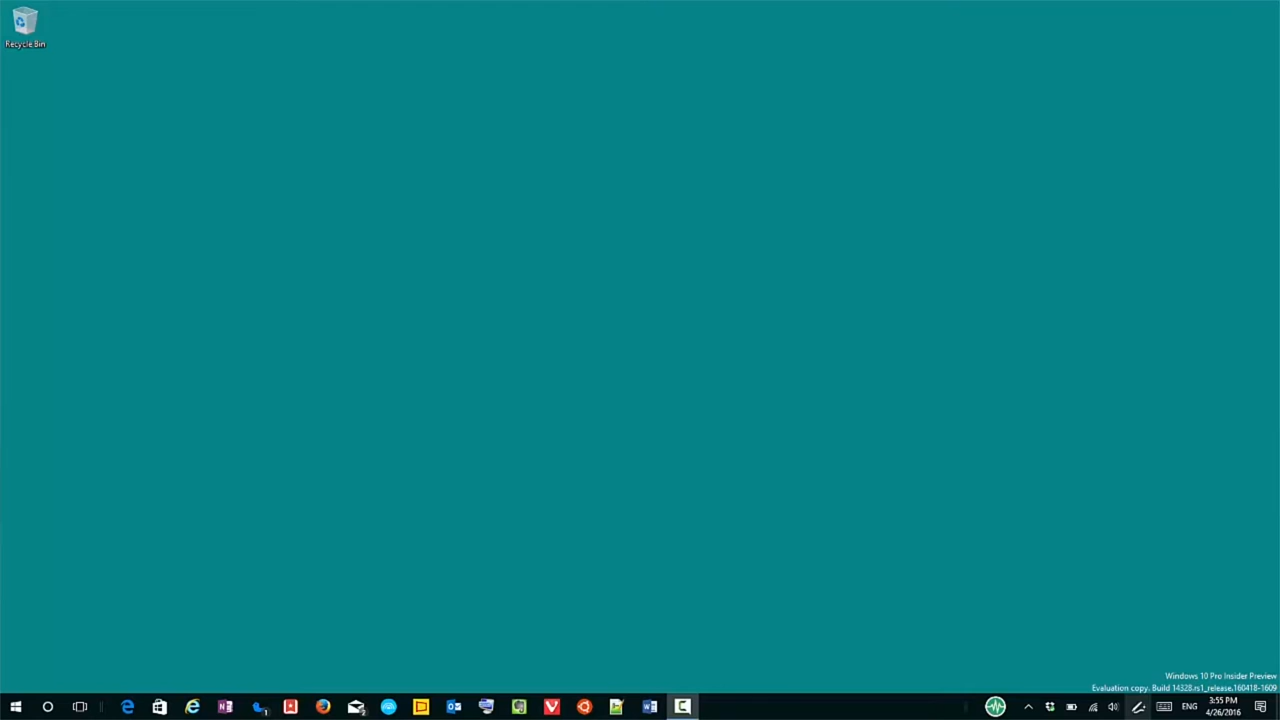 Recycle Bin
Windows 10 Pro Insider Preview
Evaluation copy. Build 14328.rs1_release.160418-1609
ENG
3:55 PM
4/26/2016